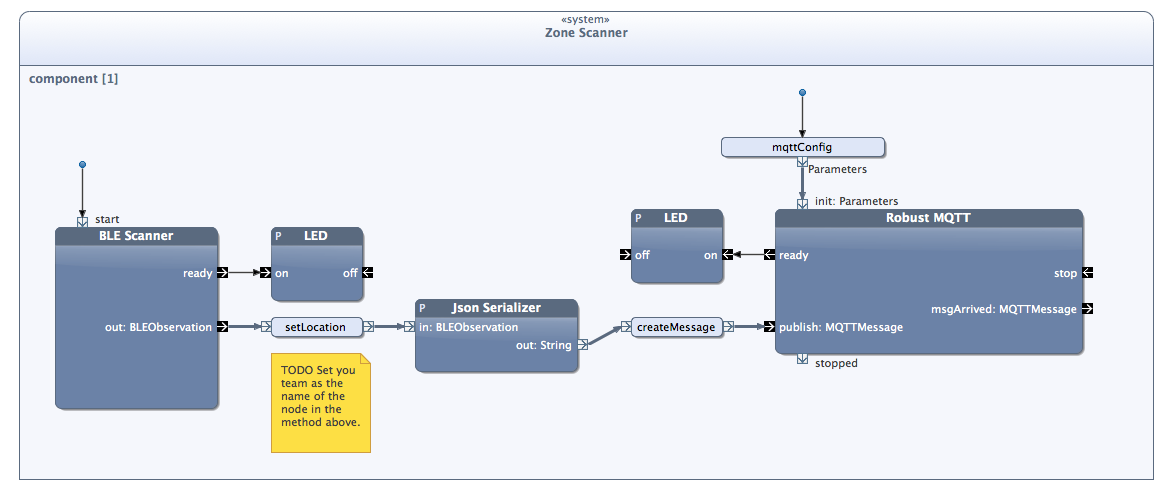 «system»
Zone Scanner
component [1]
mqttConfig
Parameters
start
init: Parameters
BLE Scanner
P LED
P LED
Robust MQTT
ready
on off
off on
ready
stop
out: BLEObservation
setLocation
P Json Serializer
in: BLEObservation
out: String
createMessage
msgArrived: MQTTMessage
publish: MQTTMessage
stopped
TODO Set you
team as the
name of the
node in the
method above.